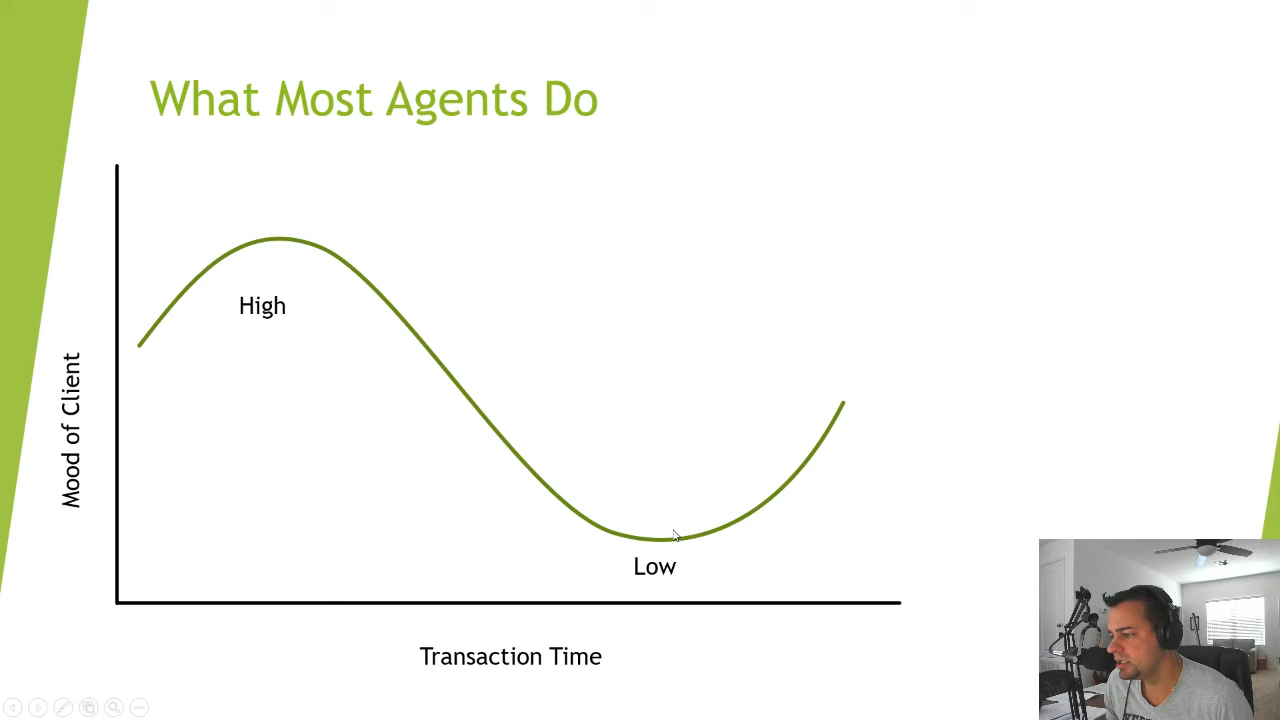 What Most Agents Do
High
Mood of Client
Low
Transaction Time